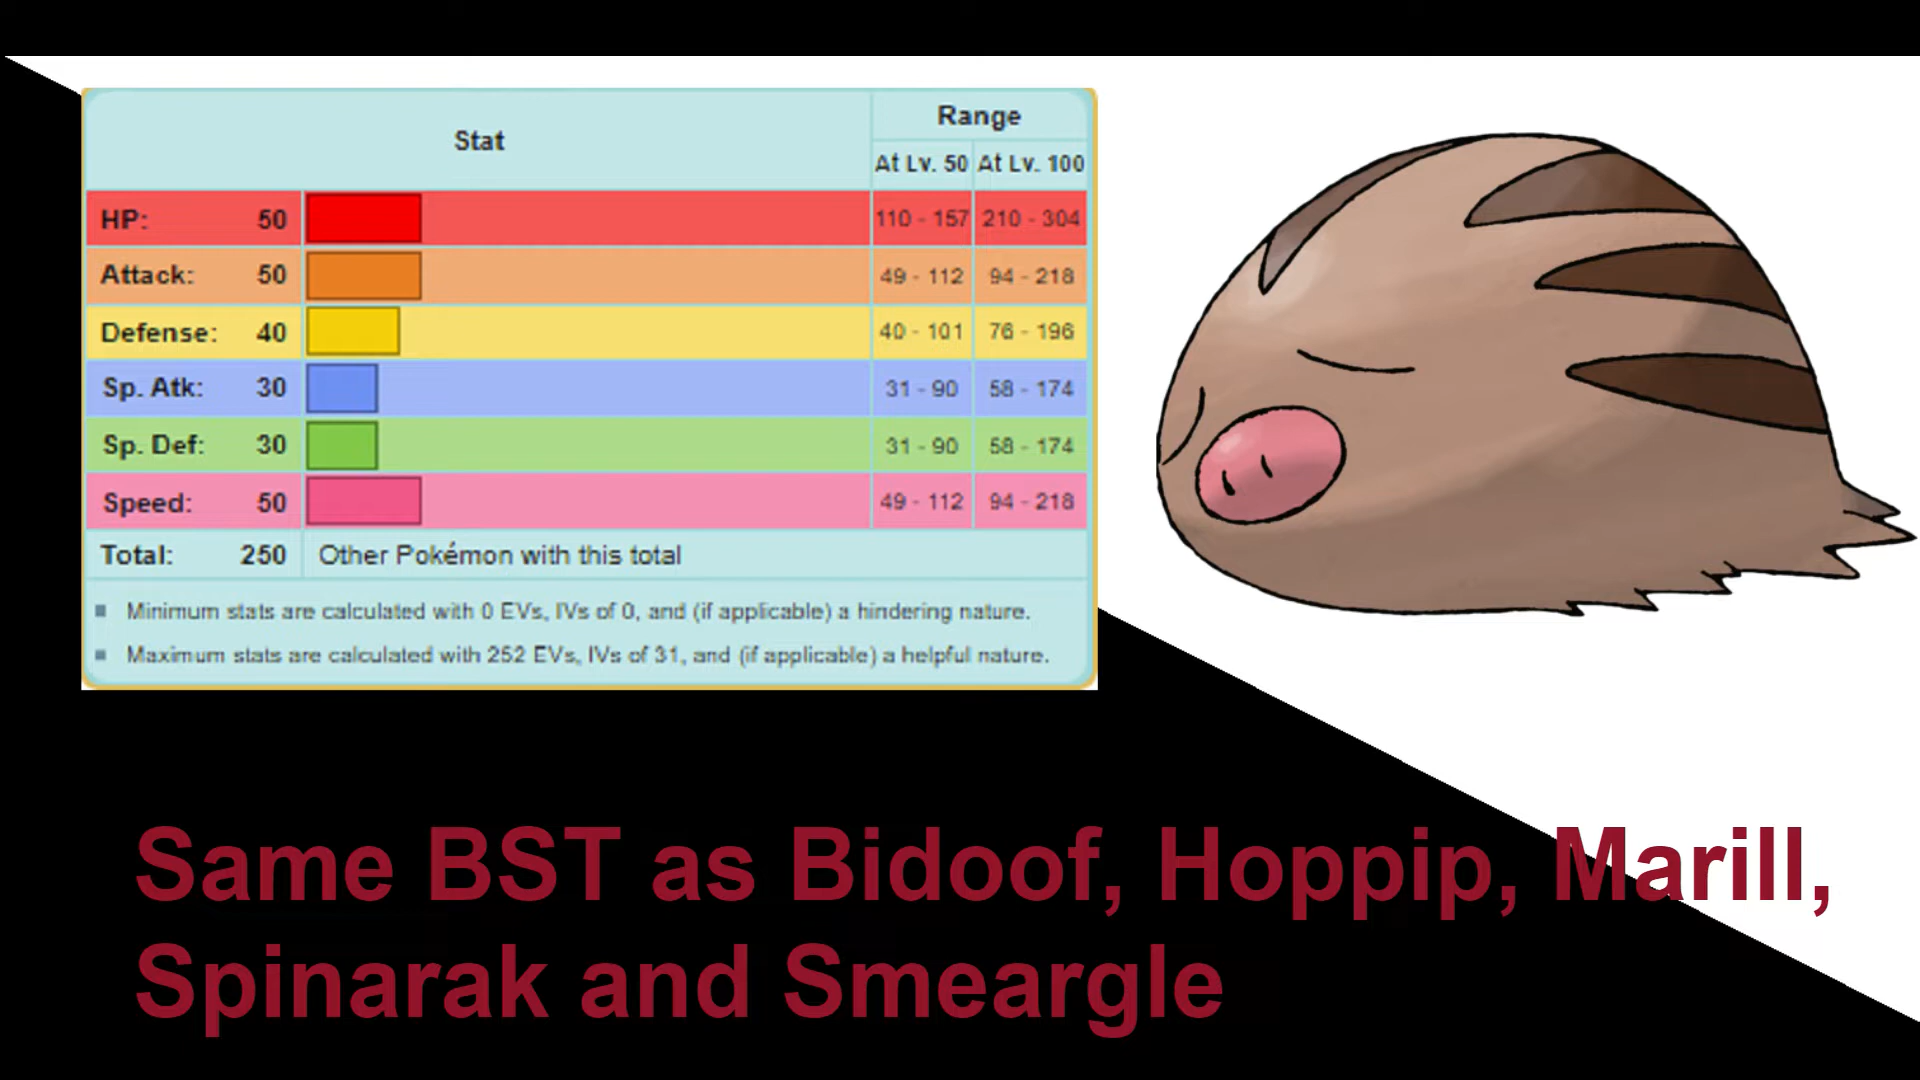 Stat
Range
At Lv. 50 At Lv. 100
HP: 50 110 - 157 210 - 304
Attack: 50 49 - 112 94 - 218
Defense: 40 40 - 101 76 - 196
Sp. Atk: 30 31 - 90 58 - 174
Sp. Def: 30 31 - 90 58 - 174
Speed: 50 49 - 112 94 - 218
Total: 250 Other Pokémon with this total
Minimum stats are calculated with 0 EVs, IVs of 0, and (if applicable) a hindering nature.
Maximum stats are calculated with 252 EVs, IVs of 31, and (if applicable) a helpful nature.
Same BST as Bidoof, Hoppip, Marill,
Spinarak and Smeargle